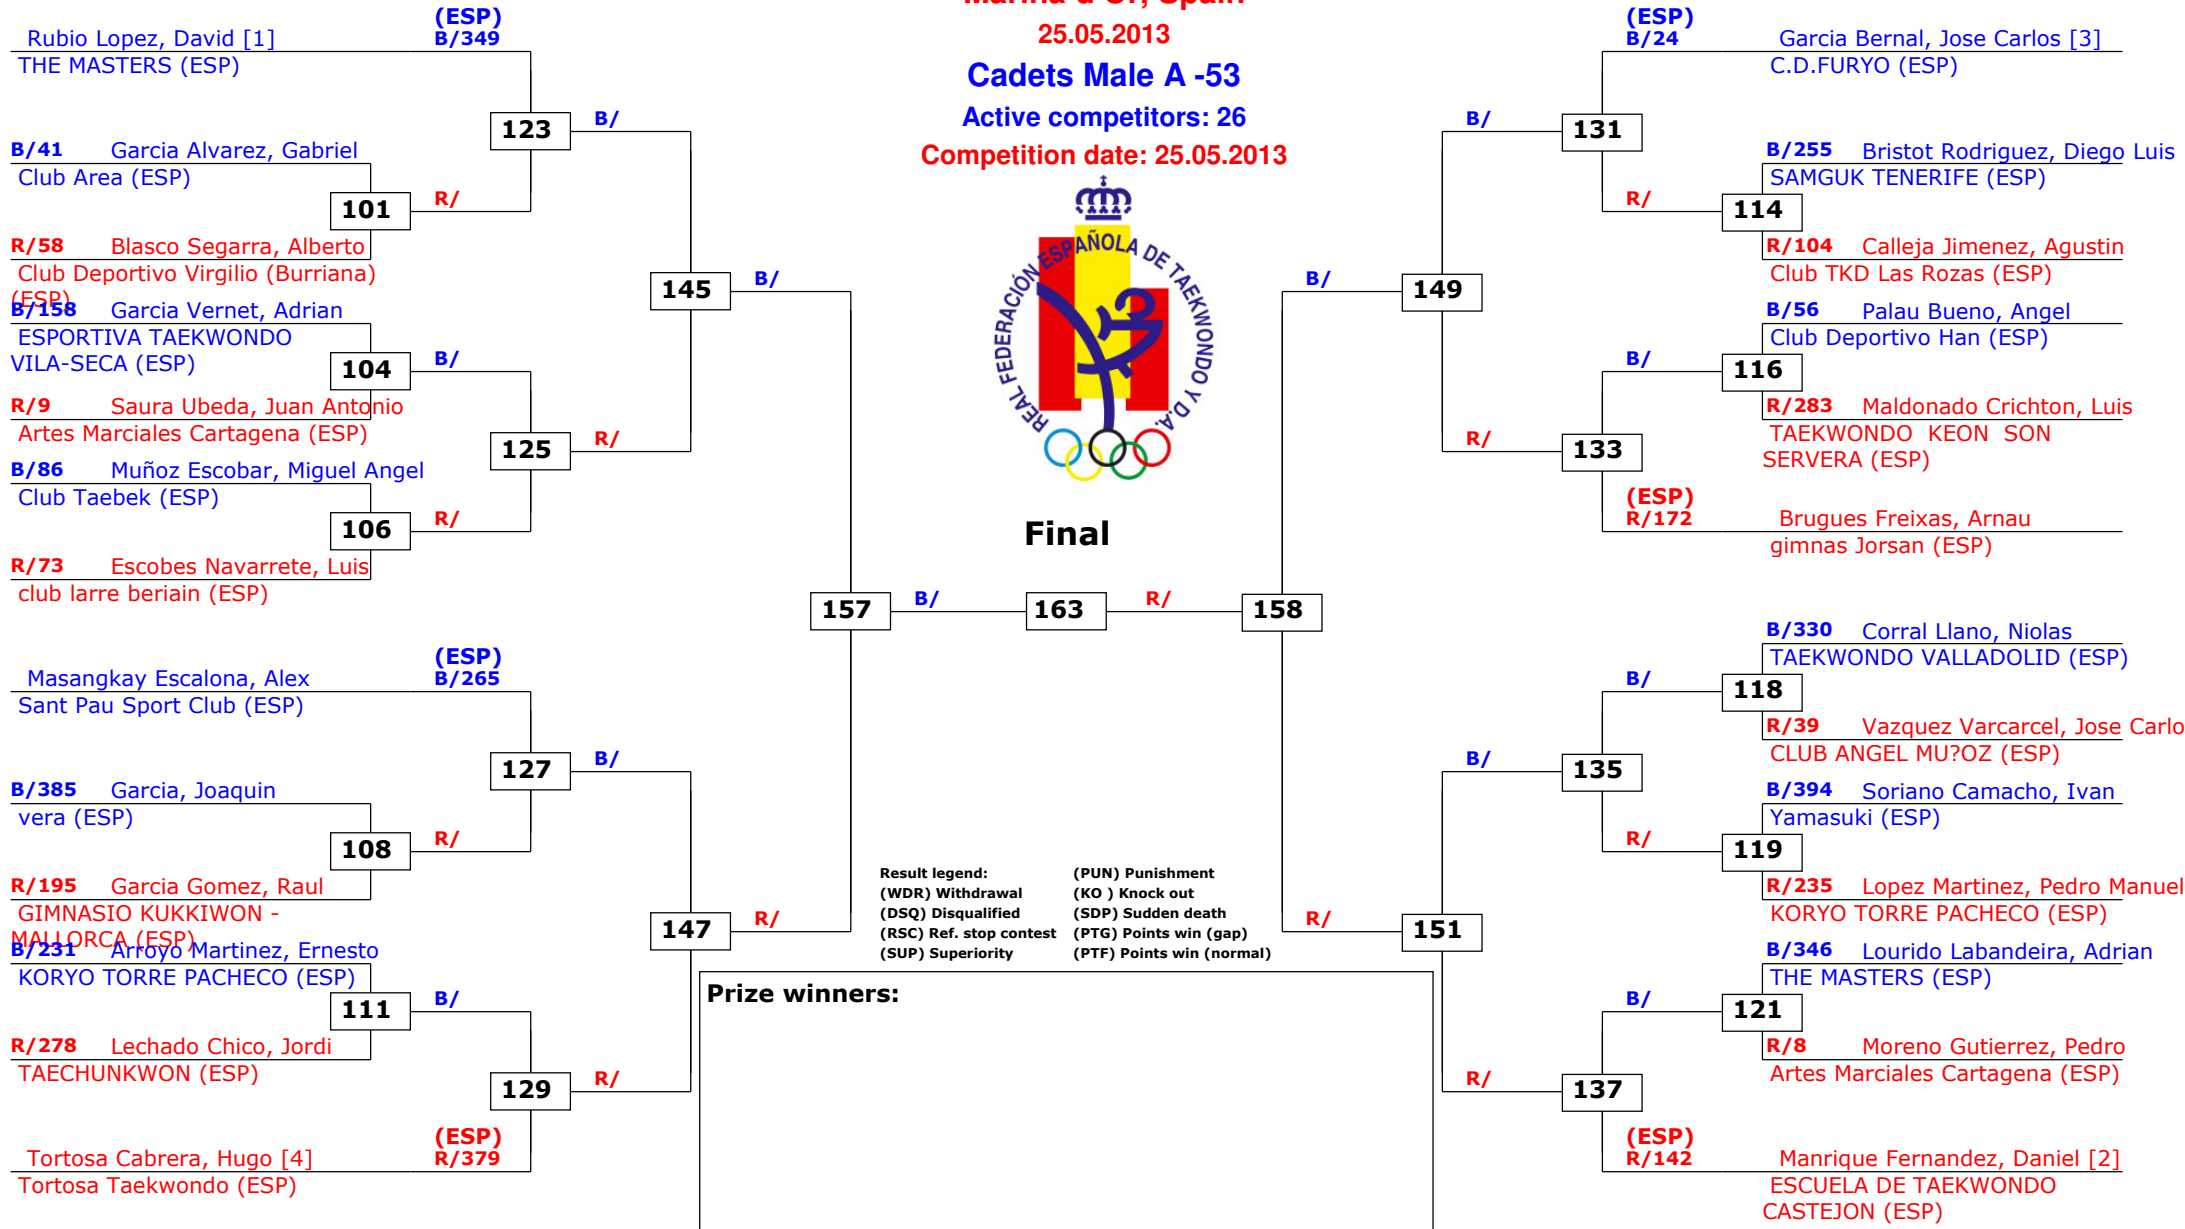 Marina d'Or, Spain
25.05.2013
Cadets Male A -53
Active competitors: 26
Competition date: 25.05.2013
REAL FEDERACIÓN ESPAÑOLA DE TAEKWONDO Y D.A.
Final
(ESP)
Rubio Lopez, David [1] B/349
THE MASTERS (ESP)
123
B/
B/41 Garcia Alvarez, Gabriel
Club Area (ESP)
101
R/
R/58 Blasco Segarra, Alberto
Club Deportivo Virgilio (Burriana)
(ESP)
145
B/
B/158 Garcia Vernet, Adrian
ESPORTIVA TAEKWONDO
VILA-SECA (ESP)
104
B/
R/9 Saura Ubeda, Juan Antonio
Artes Marciales Cartagena (ESP)
125
R/
B/86 Muñoz Escobar, Miguel Angel
Club Taebek (ESP)
106
R/
R/73 Escobes Navarrete, Luis
club larre beriain (ESP)
157
B/
163
R/
158
(ESP)
Masangkay Escalona, Alex B/265
Sant Pau Sport Club (ESP)
127
B/
B/385 Garcia, Joaquin
vera (ESP)
108
R/
R/195 Garcia Gomez, Raul
GIMNASIO KUKKIWON -
MALLORCA (ESP)
147
R/
B/231 Arroyo Martinez, Ernesto
KORYO TORRE PACHECO (ESP)
111
B/
R/278 Lechado Chico, Jordi
TAECHUNKWON (ESP)
129
R/
(ESP)
Tortosa Cabrera, Hugo [4] R/379
Tortosa Taekwondo (ESP)
(ESP)
B/24 Garcia Bernal, Jose Carlos [3]
C.D.FURYO (ESP)
B/
131
B/255 Bristot Rodriguez, Diego Luis
SAMGUK TENERIFE (ESP)
R/
114
R/104 Calleja Jimenez, Agustin
Club TKD Las Rozas (ESP)
B/
149
B/56 Palau Bueno, Angel
Club Deportivo Han (ESP)
B/
116
R/283 Maldonado Crichton, Luis
TAEKWONDO KEON SON
SERVERA (ESP)
R/
133
(ESP)
R/172 Brugues Freixas, Arnau
gimnas Jorsan (ESP)
B/330 Corral Llano, Niolas
TAEKWONDO VALLADOLID (ESP)
B/
118
R/39 Vazquez Varcarcel, Jose Carlo
CLUB ANGEL MU?OZ (ESP)
B/
135
B/394 Soriano Camacho, Ivan
Yamasuki (ESP)
R/
119
R/235 Lopez Martinez, Pedro Manuel
KORYO TORRE PACHECO (ESP)
R/
151
B/346 Lourido Labandeira, Adrian
THE MASTERS (ESP)
B/
121
R/8 Moreno Gutierrez, Pedro
Artes Marciales Cartagena (ESP)
R/
137
(ESP)
R/142 Manrique Fernandez, Daniel [2]
ESCUELA DE TAEKWONDO
CASTEJON (ESP)
Result legend: (PUN) Punishment
(WDR) Withdrawal (KO ) Knock out
(DSQ) Disqualified (SDP) Sudden death
(RSC) Ref. stop contest (PTG) Points win (gap)
(SUP) Superiority (PTF) Points win (normal)
Prize winners: